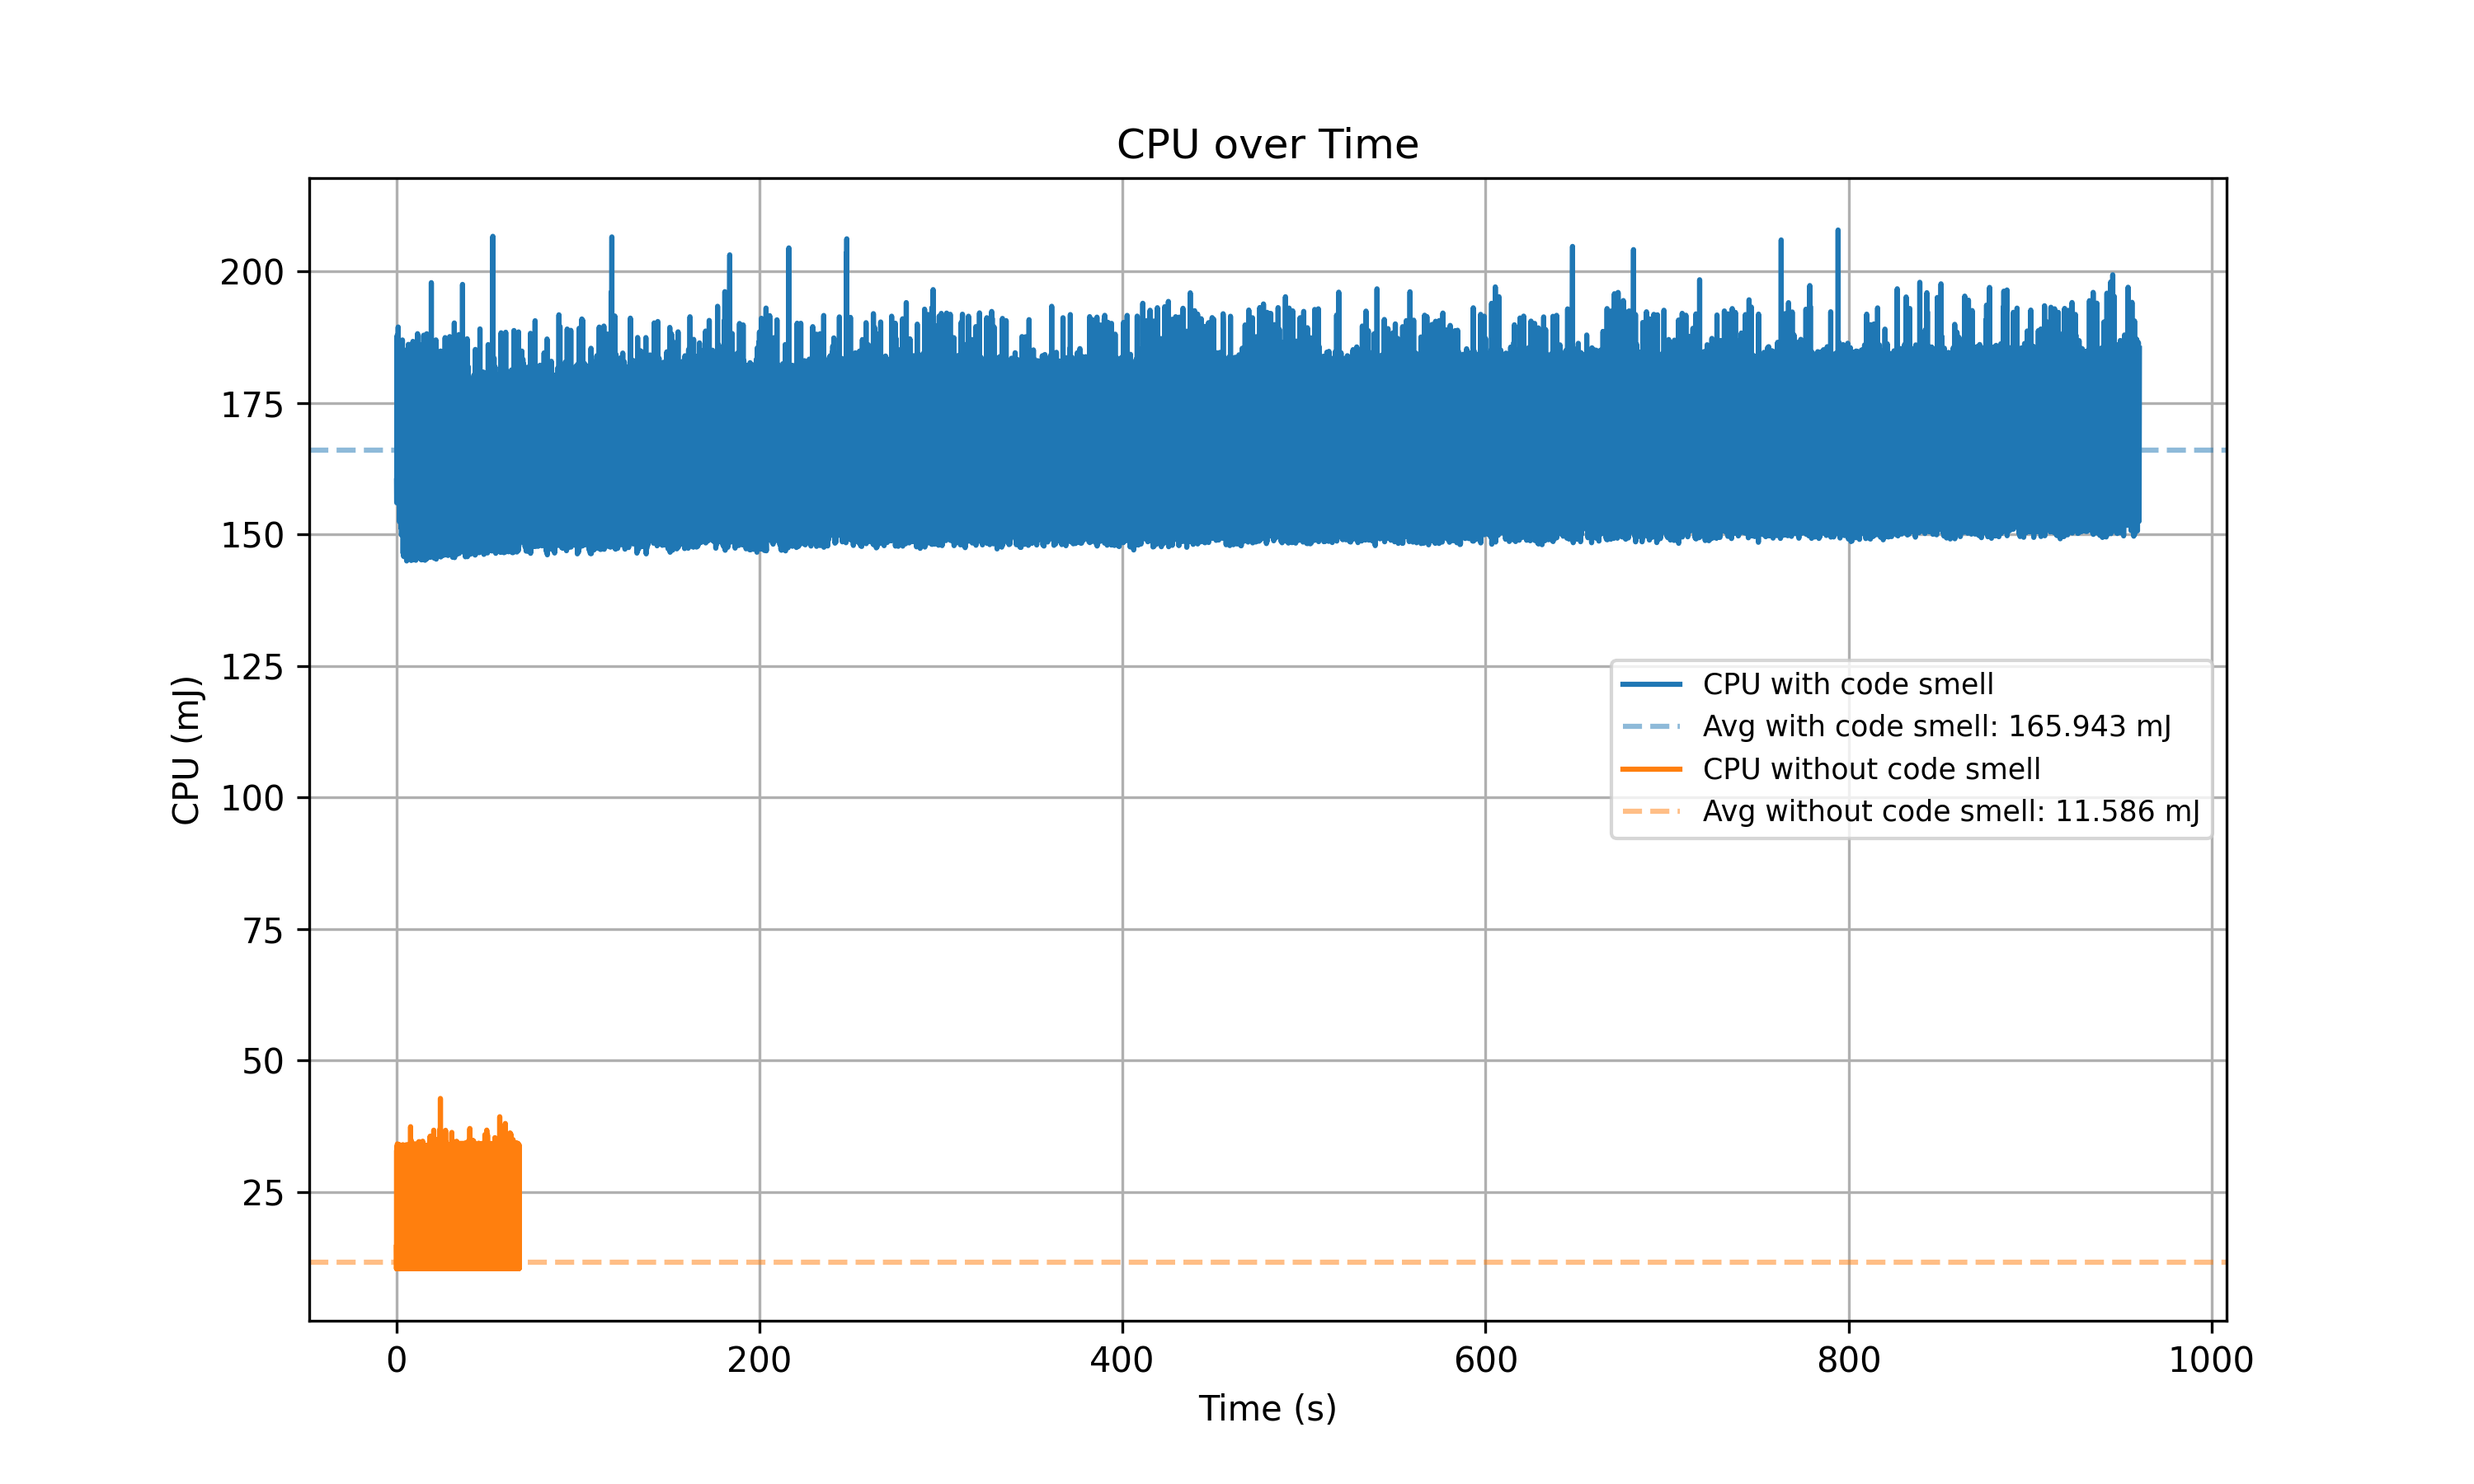 CPU over Time
CPU (mJ)
200
175
150
125
100
75
50
25
CPU with code smell
Avg with code smell: 165.943 mJ
CPU without code smell
Avg without code smell: 11.586 mJ
0 200 400 600 800 1000
Time (s)